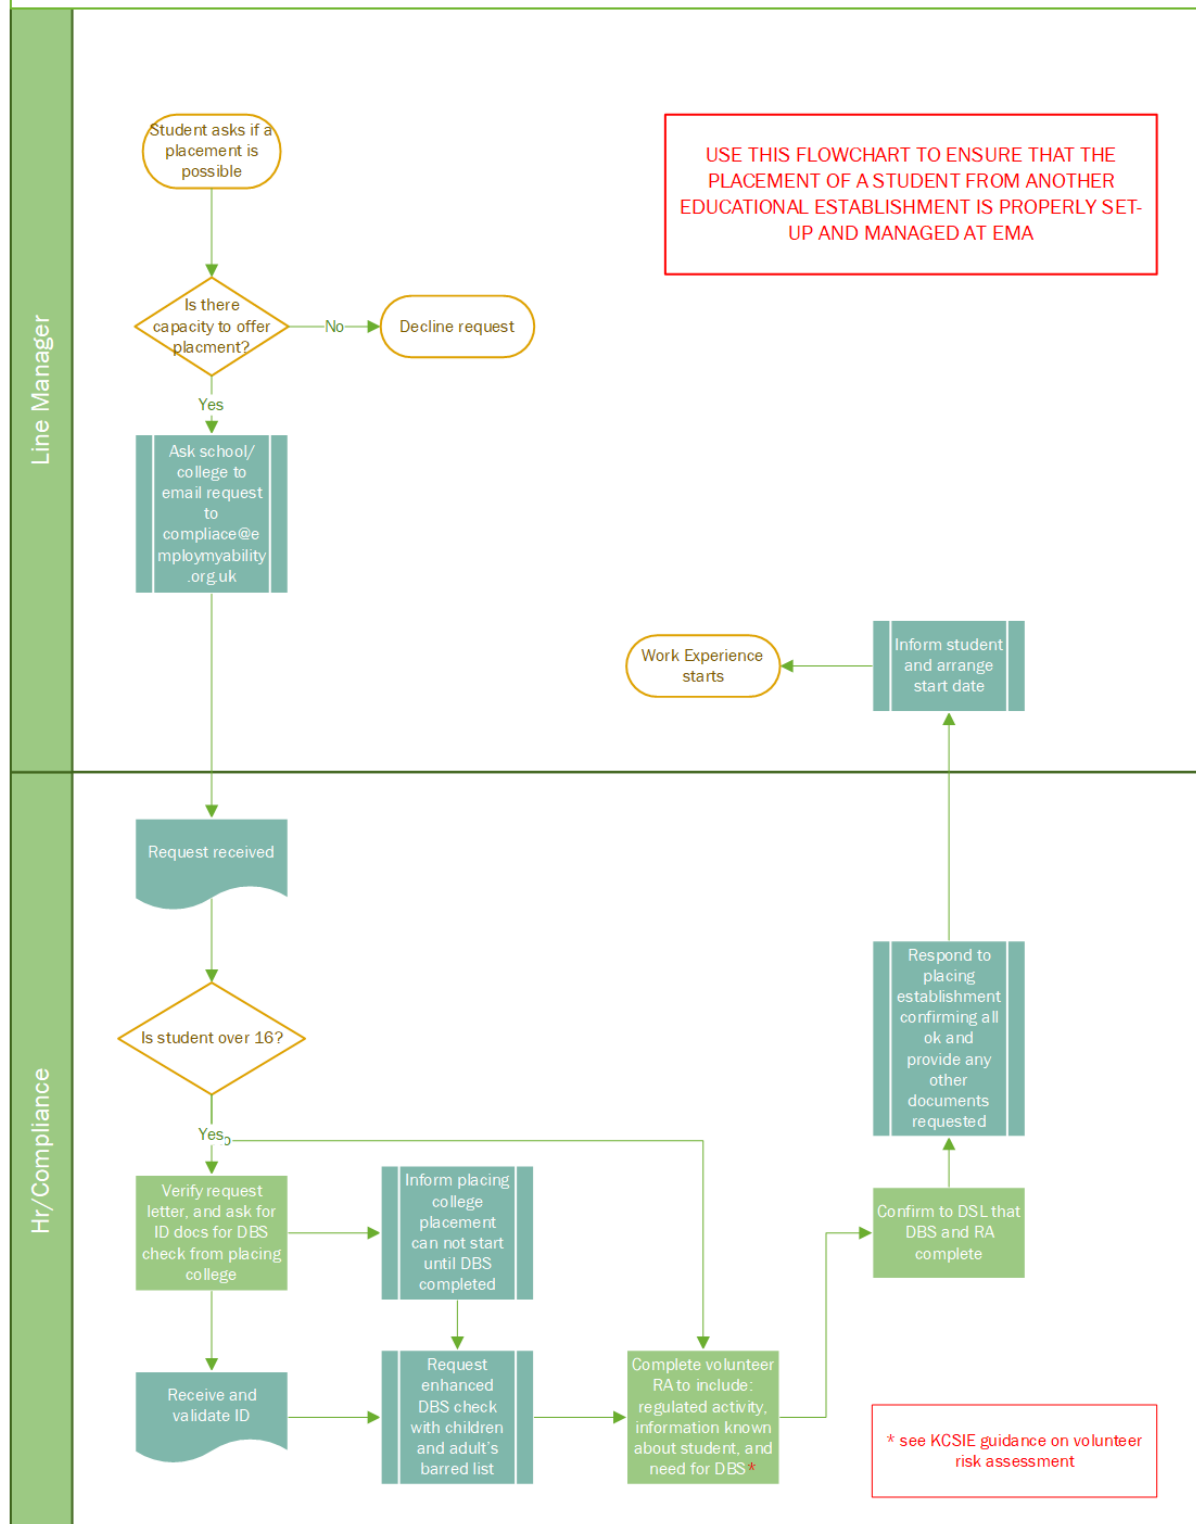 Line Manager
Student asks if a
placement is
possible
USE THIS FLOWCHART TO ENSURE THAT THE
PLACEMENT OF A STUDENT FROM ANOTHER
EDUCATIONAL ESTABLISHMENT IS PROPERLY SET-
UP AND MANAGED AT EMA
Is there
capacity to offer
placment?
No
Decline request
Yes
Ask school/
college to
email request
to
compliace@e
mploymyability
.org.uk
Work Experience
starts
Inform student
and arrange
start date
Hr/Compliance
Request received
Is student over 16?
Yes
Verify request
letter, and ask for
ID docs for DBS
check from placing
college
Inform placing
college
placement
can not start
until DBS
completed
Receive and
validate ID
Request
enhanced
DBS check
with children
and adult's
barred list
Complete volunteer
RA to include:
regulated activity,
information known
about student, and
need for DBS*
Confirm to DSL that
DBS and RA
complete
Respond to
placing
establishment
confirming all
ok and
provide any
other
documents
requested
* see KCSIE guidance on volunteer
risk assessment